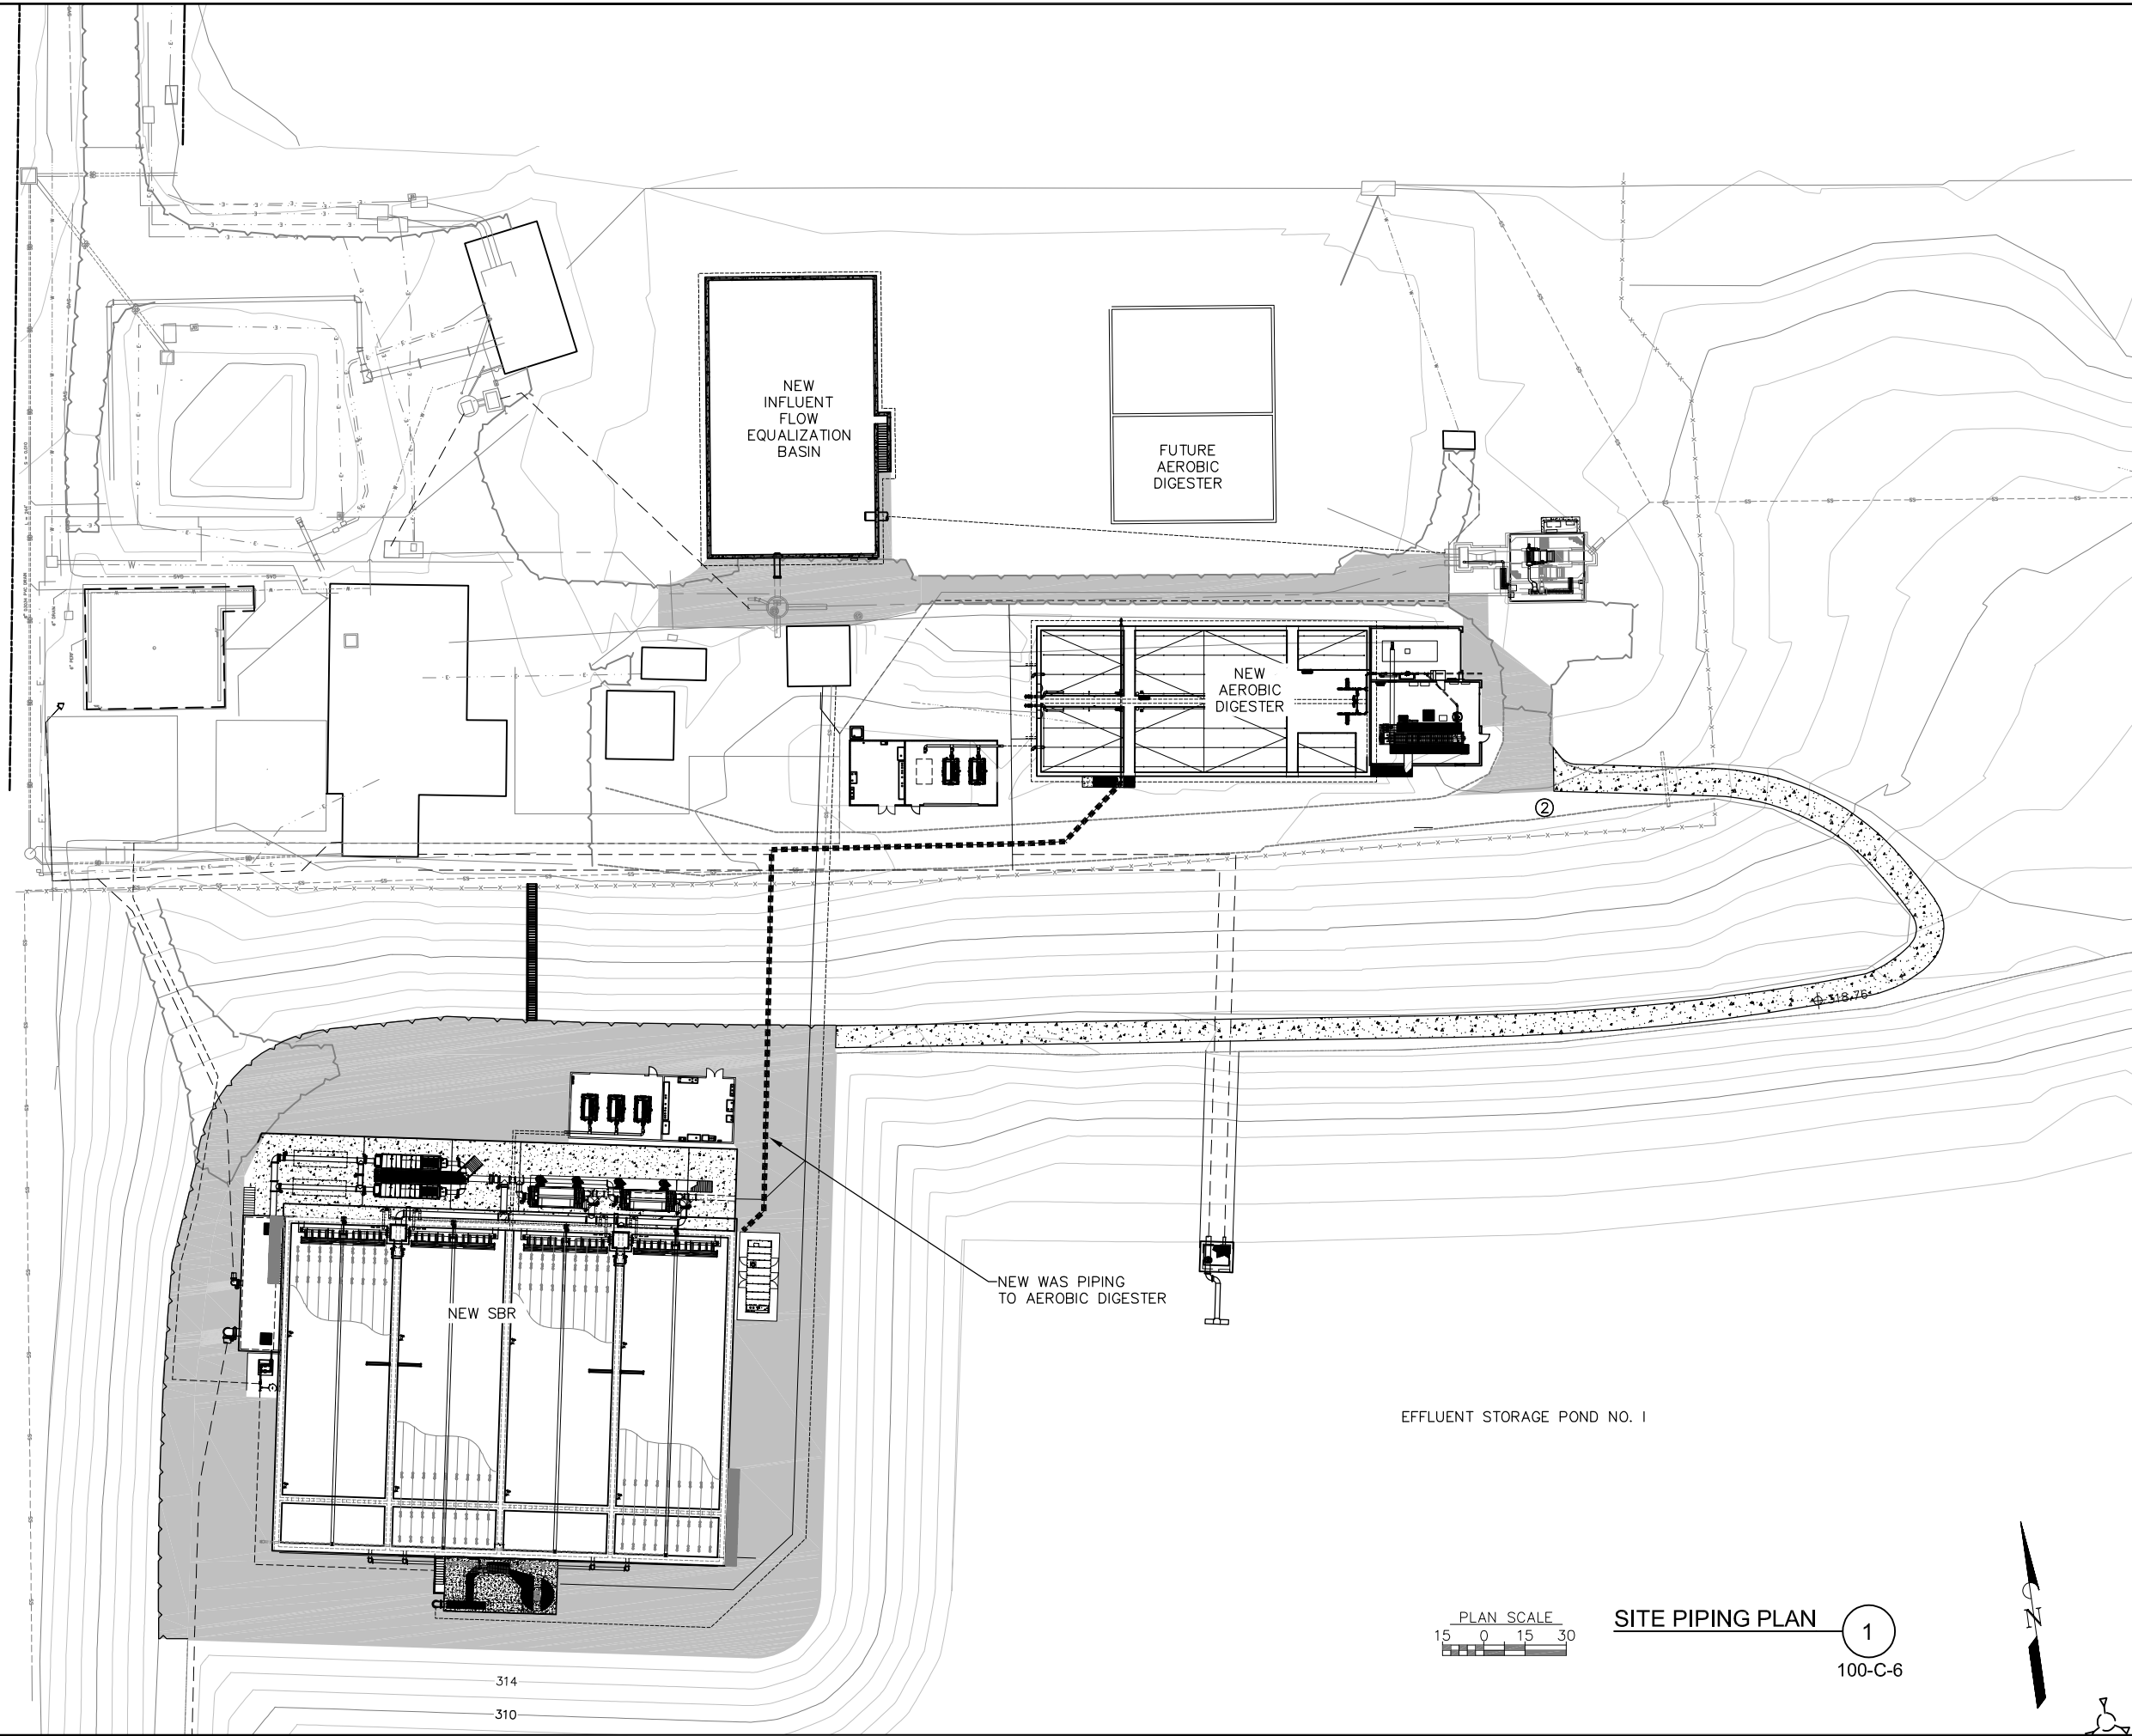 NEW
INFLUENT
FLOW
EQUALIZATION
BASIN
FUTURE
AEROBIC
DIGESTER
NEW
AEROBIC
DIGESTER
2
318.76
NEW WAS PIPING
TO AEROBIC DIGESTER
NEW SBR
EFFLUENT STORAGE POND NO. 1
PLAN SCALE
15 0 15 30
SITE PIPING PLAN
1
100-C-6
N
314
310